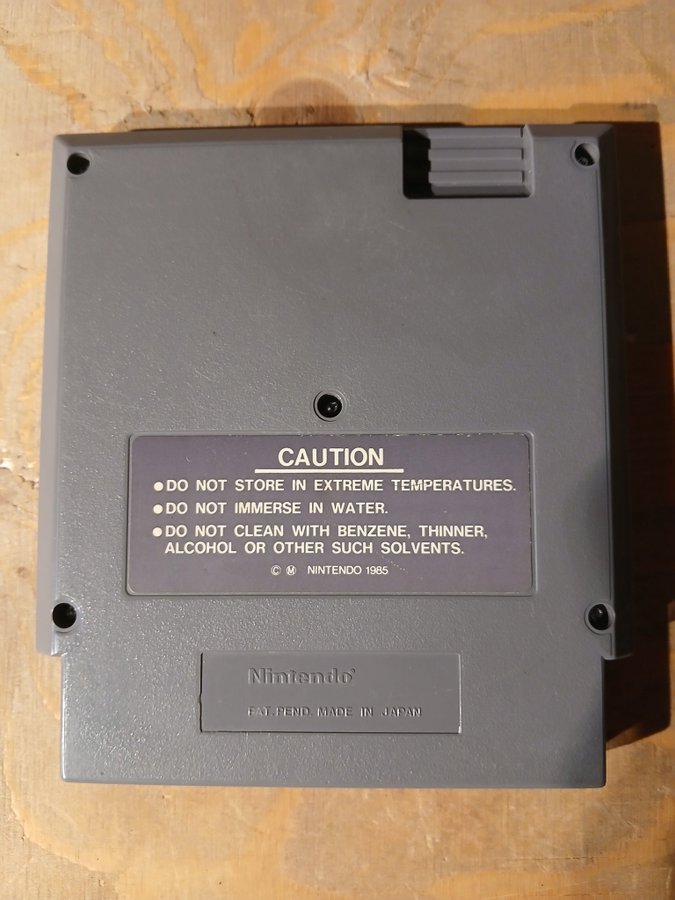 CAUTION
●DO NOT STORE IN EXTREME TEMPERATURES.
●DO NOT IMMERSE IN WATER.
●DO NOT CLEAN WITH BENZENE, THINNER,
ALCOHOL OR OTHER SUCH SOLVENTS.
© Ⓜ NINTENDO 1985
Nintendo®
PAT. PEND. MADE IN JAPAN